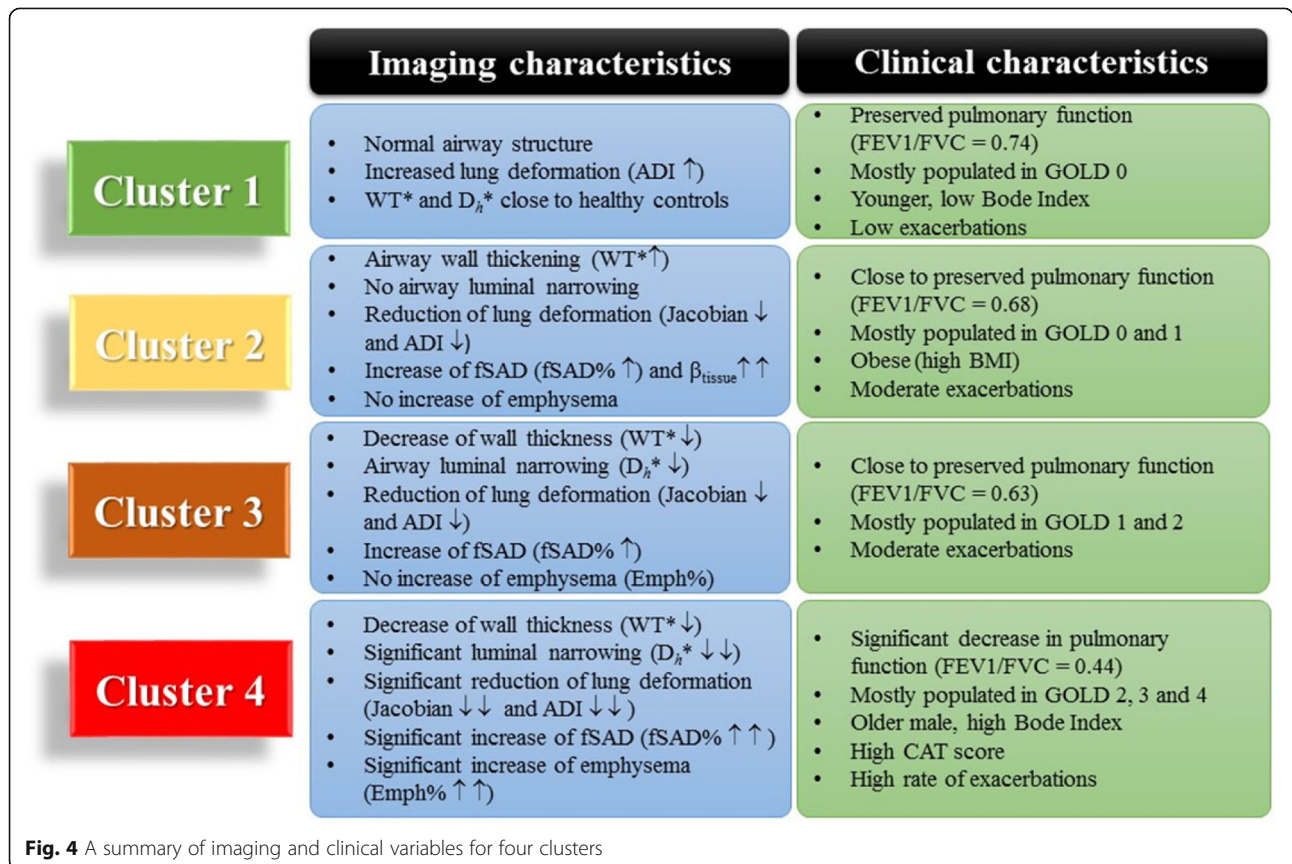 Imaging characteristics
Clinical characteristics
Cluster 1
• Normal airway structure
• Increased lung deformation (ADI ↑)
• WT* and Dh* close to healthy controls
• Preserved pulmonary function
(FEV1/FVC = 0.74)
• Mostly populated in GOLD 0
• Younger, low Bode Index
• Low exacerbations
Cluster 2
• Airway wall thickening (WT*↑)
• No airway luminal narrowing
• Reduction of lung deformation (Jacobian ↓
and ADI ↓)
• Increase of fSAD (fSAD% ↑) and βtissue↑ ↑
• No increase of emphysema
• Close to preserved pulmonary function
(FEV1/FVC = 0.68)
• Mostly populated in GOLD 0 and 1
• Obese (high BMI)
• Moderate exacerbations
Cluster 3
• Decrease of wall thickness (WT* ↓)
• Airway luminal narrowing (Dh* ↓)
• Reduction of lung deformation (Jacobian ↓
and ADI ↓)
• Increase of fSAD (fSAD% ↑)
• No increase of emphysema (Emph%)
• Close to preserved pulmonary function
(FEV1/FVC = 0.63)
• Mostly populated in GOLD 1 and 2
• Moderate exacerbations
Cluster 4
• Decrease of wall thickness (WT* ↓)
• Significant luminal narrowing (Dh* ↓ ↓)
• Significant reduction of lung deformation
(Jacobian ↓ ↓ and ADI ↓ ↓)
• Significant increase of fSAD (fSAD% ↑ ↑)
• Significant increase of emphysema
(Emph% ↑ ↑)
• Significant decrease in pulmonary
function (FEV1/FVC = 0.44)
• Mostly populated in GOLD 2, 3 and 4
• Older male, high Bode Index
• High CAT score
• High rate of exacerbations
Fig. 4 A summary of imaging and clinical variables for four clusters